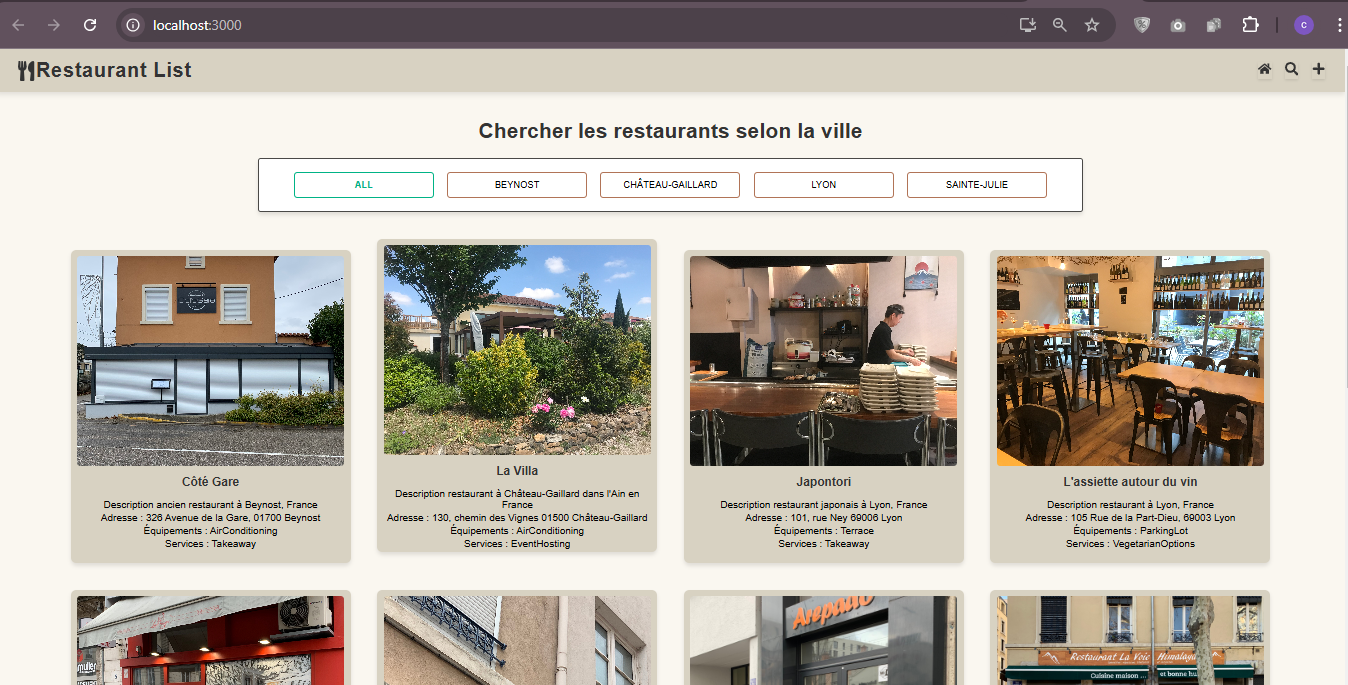 localhost:3000
C
Restaurant List
Chercher les restaurants selon la ville
ALL
BEYNOST
CHÂTEAU-GAILLARD
LYON
SAINTE-JULIE
Côté Gare
Description ancien restaurant à Beynost, France
Adresse : 326 Avenue de la Gare, 01700 Beynost
Équipements : AirConditioning
Services : Takeaway
La Villa
Description restaurant à Château-Gaillard dans l'Ain en
France
Adresse : 130, chemin des Vignes 01500 Château-Gaillard
Équipements : AirConditioning
Services : EventHosting
Japontori
Description restaurant japonais à Lyon, France
Adresse : 101, rue Ney 69006 Lyon
Équipements : Terrace
Services : Takeaway
L'assiette autour du vin
Description restaurant à Lyon, France
Adresse : 105 Rue de la Part-Dieu, 69003 Lyon
Équipements : ParkingLot
Services : VegetarianOptions
Restaurant La Voie Himalaya
Cuisine maison ...
et bonne